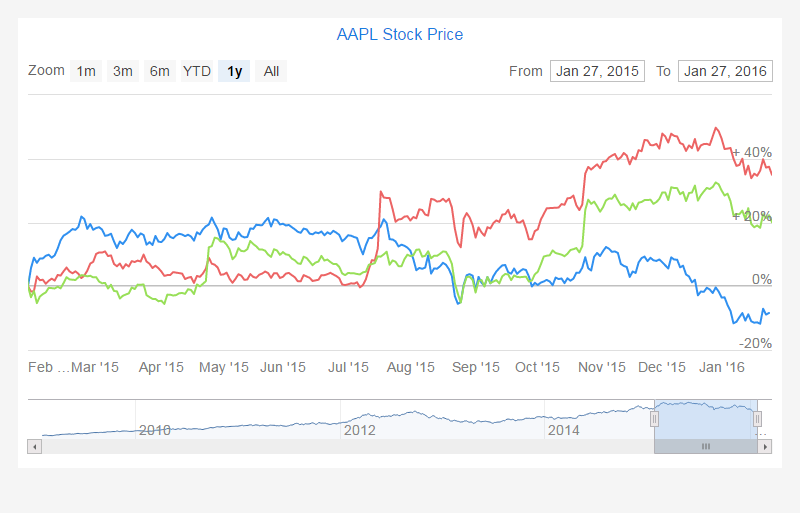 AAPL Stock Price
Zoom 1m 3m 6m YTD 1y All From Jan 27, 2015 To Jan 27, 2016
+ 40%
+ 20%
0%
-20%
Feb ... Mar '15 Apr '15 May '15 Jun '15 Jul '15 Aug '15 Sep '15 Oct '15 Nov '15 Dec '15 Jan '16
2010 2012 2014 ...